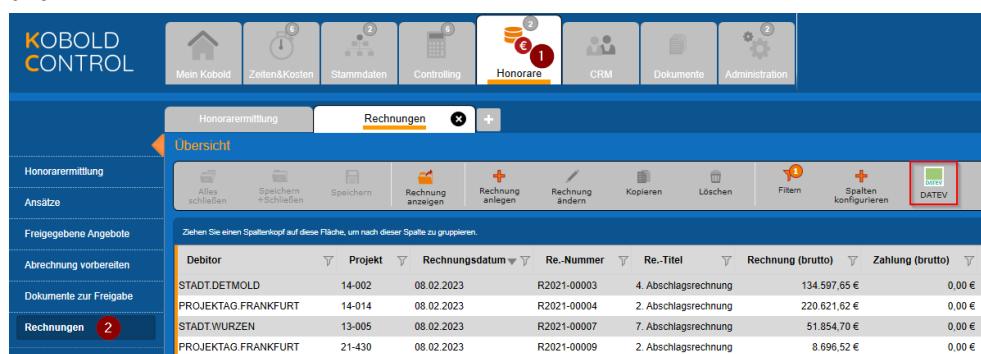 KOBOLD
CONTROL
6
2
6
2
2
€
1
Mein Kobold Zeiten&Kosten Stammdaten Controlling Honorare CRM Dokumente Administration
Honorarermittlung Rechnungen +
Übersicht
Honorarermittlung
Ansätze
Freigegebene Angebote
Abrechnung vorbereiten
Dokumente zur Freigabe
Rechnungen 2
Alles schließen
Speichern +Schließen
Speichern
Rechnung anzeigen
Rechnung anlegen
Rechnung ändern
Kopieren
Löschen
1
Filtern
Spalten konfigurieren
DATEV
DATEV
Ziehen Sie einen Spaltenkopf auf diese Fläche, um nach dieser Spalte zu gruppieren.
Debitor Projekt Rechnungsdatum Re.-Nummer Re.-Titel Rechnung (brutto) Zahlung (brutto)
STADT.DETMOLD 14-002 08.02.2023 R2021-00003 4. Abschlagsrechnung 134.597,65 € 0,00 €
PROJEKTAG.FRANKFURT 14-014 08.02.2023 R2021-00004 2. Abschlagsrechnung 220.621,62 € 0,00 €
STADT.WURZEN 13-005 08.02.2023 R2021-00007 7. Abschlagsrechnung 51.854,70 € 0,00 €
PROJEKTAG.FRANKFURT 21-430 08.02.2023 R2021-00009 2. Abschlagsrechnung 8.696,52 € 0,00 €